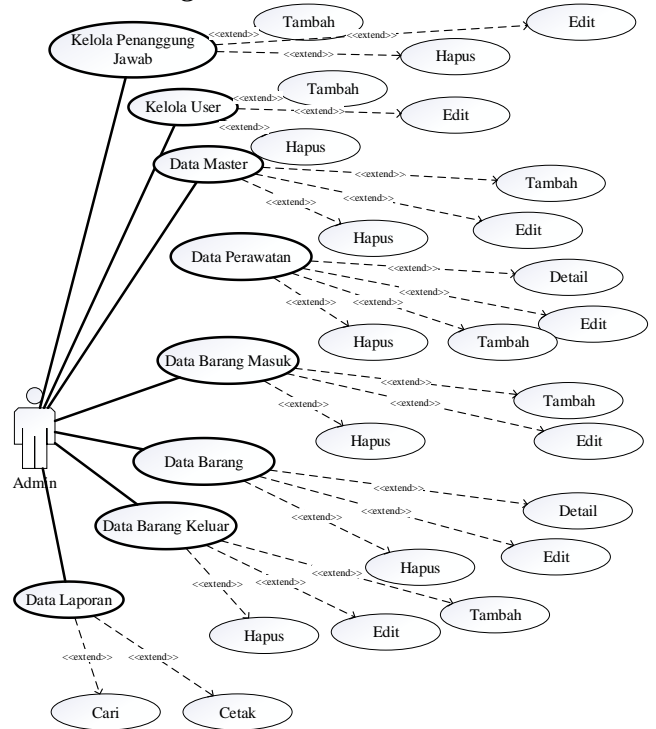 Tambah
Edit
<<extend>>
<<extend>>
Kelola Penanggung
Jawab
<<extend>>
Hapus
Tambah
Kelola User
<<extend>>
<<extend>>
Edit
<<extend>>
Hapus
Data Master
<<extend>>
Tambah
<<extend>>
<<extend>>
Edit
Hapus
Data Perawatan
<<extend>>
Detail
<<extend>>
<<extend>>
<<extend>>
Edit
Hapus
Tambah
Data Barang Masuk
<<extend>>
Tambah
<<extend>>
<<extend>>
Hapus
Edit
Admin
Data Barang
<<extend>>
Detail
<<extend>>
<<extend>>
Data Barang Keluar
Edit
Hapus
<<extend>>
<<extend>>
<<extend>>
Data Laporan
Tambah
Hapus
Edit
<<extend>>
<<extend>>
Cari
Cetak